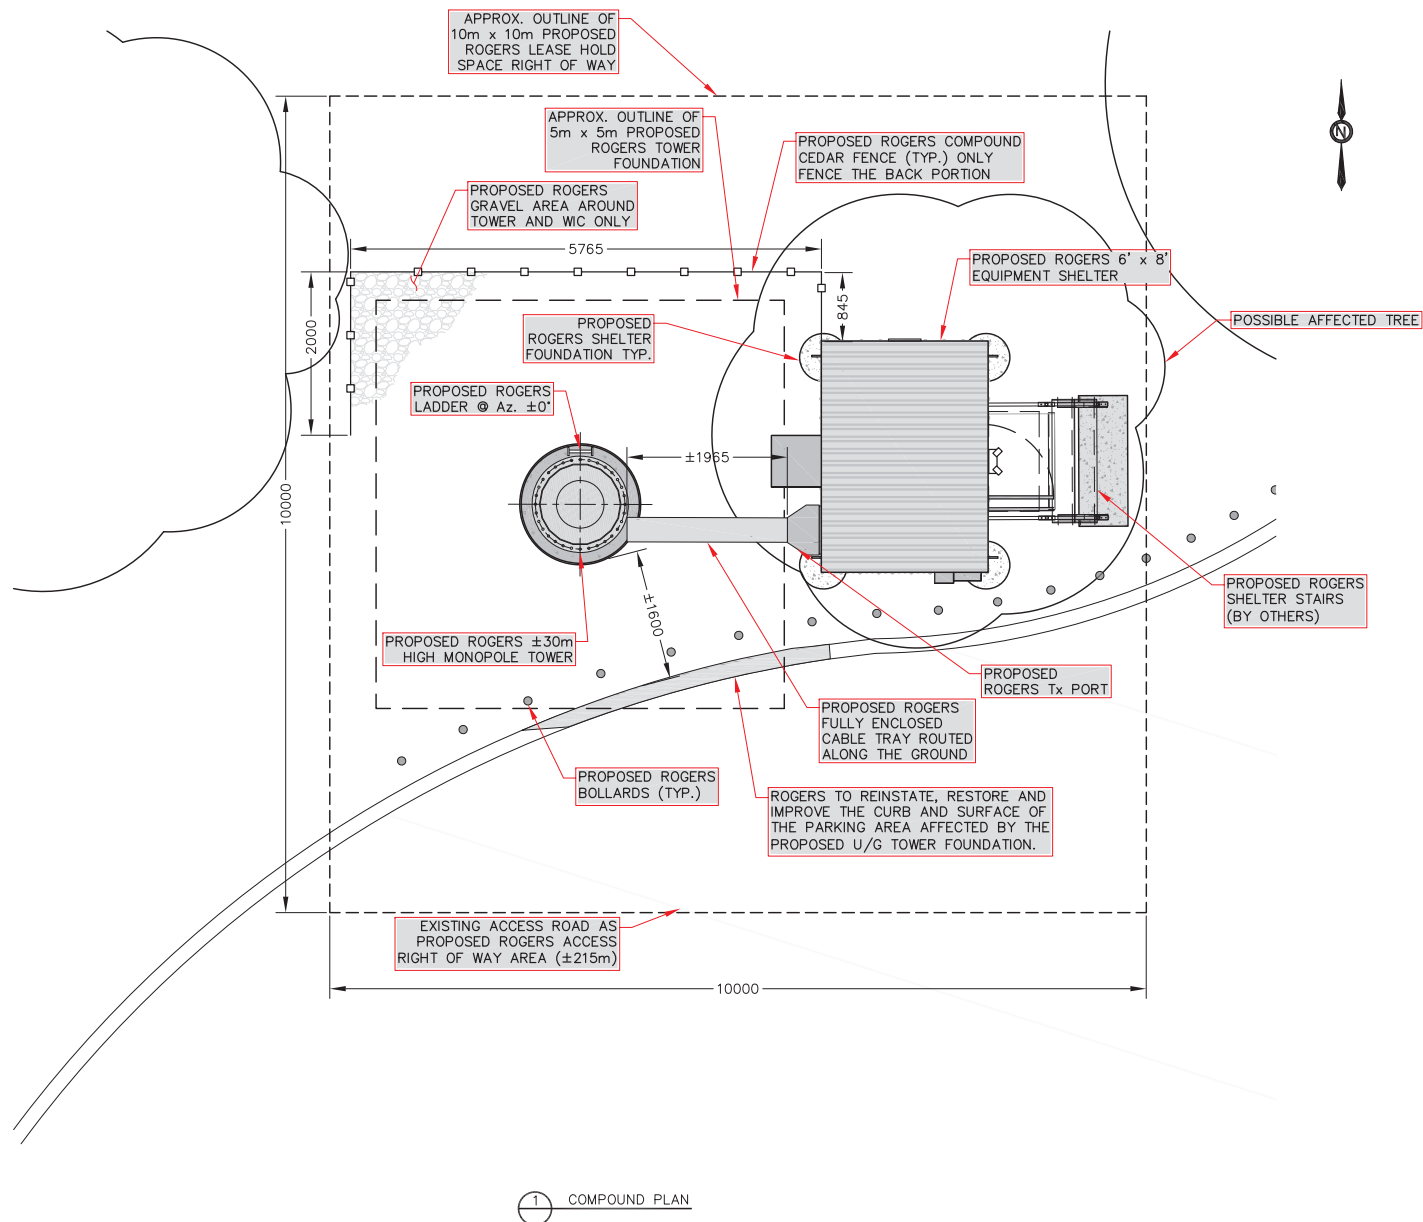 APPROX. OUTLINE OF
10m x 10m PROPOSED
ROGERS LEASE HOLD
SPACE RIGHT OF WAY
APPROX. OUTLINE OF
5m x 5m PROPOSED
ROGERS TOWER
FOUNDATION
PROPOSED ROGERS COMPOUND
CEDAR FENCE (TYP.) ONLY
FENCE THE BACK PORTION
N
PROPOSED ROGERS
GRAVEL AREA AROUND
TOWER AND WIC ONLY
5765
PROPOSED ROGERS 6' x 8'
EQUIPMENT SHELTER
845
2000
PROPOSED
ROGERS SHELTER
FOUNDATION TYP.
POSSIBLE AFFECTED TREE
PROPOSED ROGERS
LADDER @ Az. ±0°
±1965
10000
±1600
PROPOSED ROGERS
SHELTER STAIRS
(BY OTHERS)
PROPOSED ROGERS ±30m
HIGH MONOPOLE TOWER
PROPOSED
ROGERS Tx PORT
PROPOSED ROGERS
FULLY ENCLOSED
CABLE TRAY ROUTED
ALONG THE GROUND
PROPOSED ROGERS
BOLLARDS (TYP.)
ROGERS TO REINSTATE, RESTORE AND
IMPROVE THE CURB AND SURFACE OF
THE PARKING AREA AFFECTED BY THE
PROPOSED U/G TOWER FOUNDATION.
EXISTING ACCESS ROAD AS
PROPOSED ROGERS ACCESS
RIGHT OF WAY AREA (±215m)
10000
1 COMPOUND PLAN